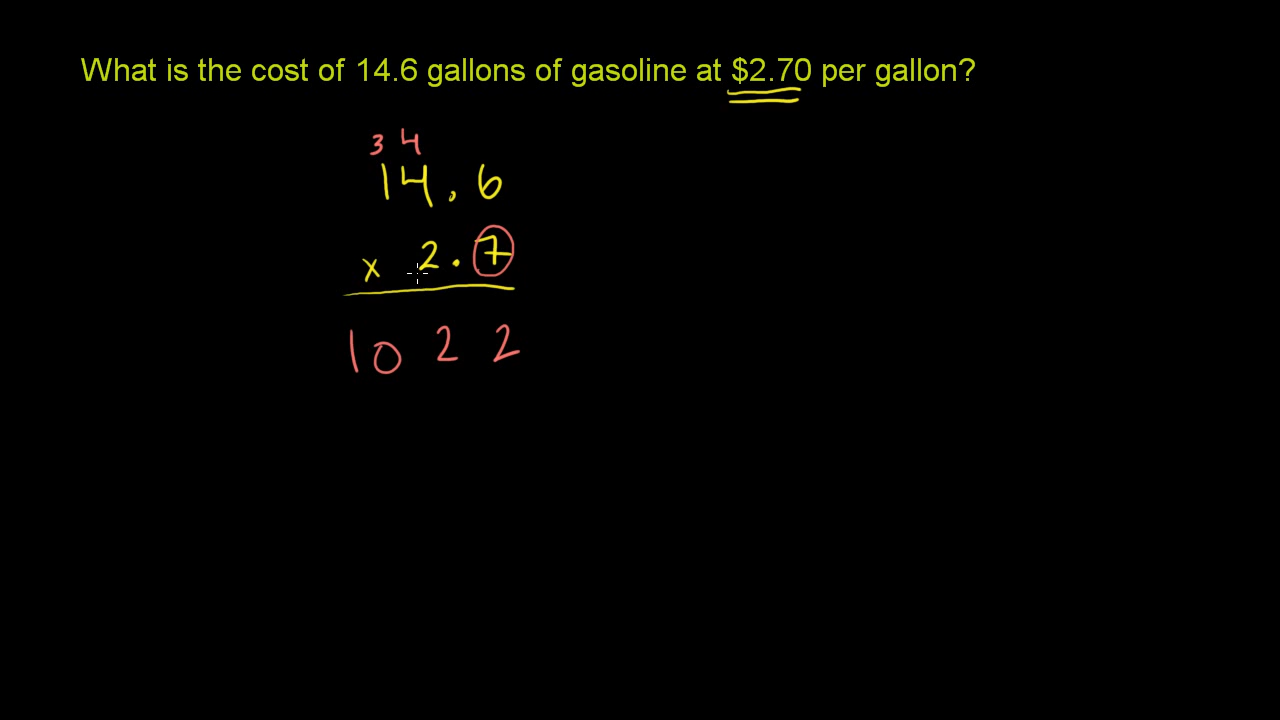 What is the cost of 14.6 gallons of gasoline at $2.70 per gallon?
3 4
14.6
x 2.7
1022